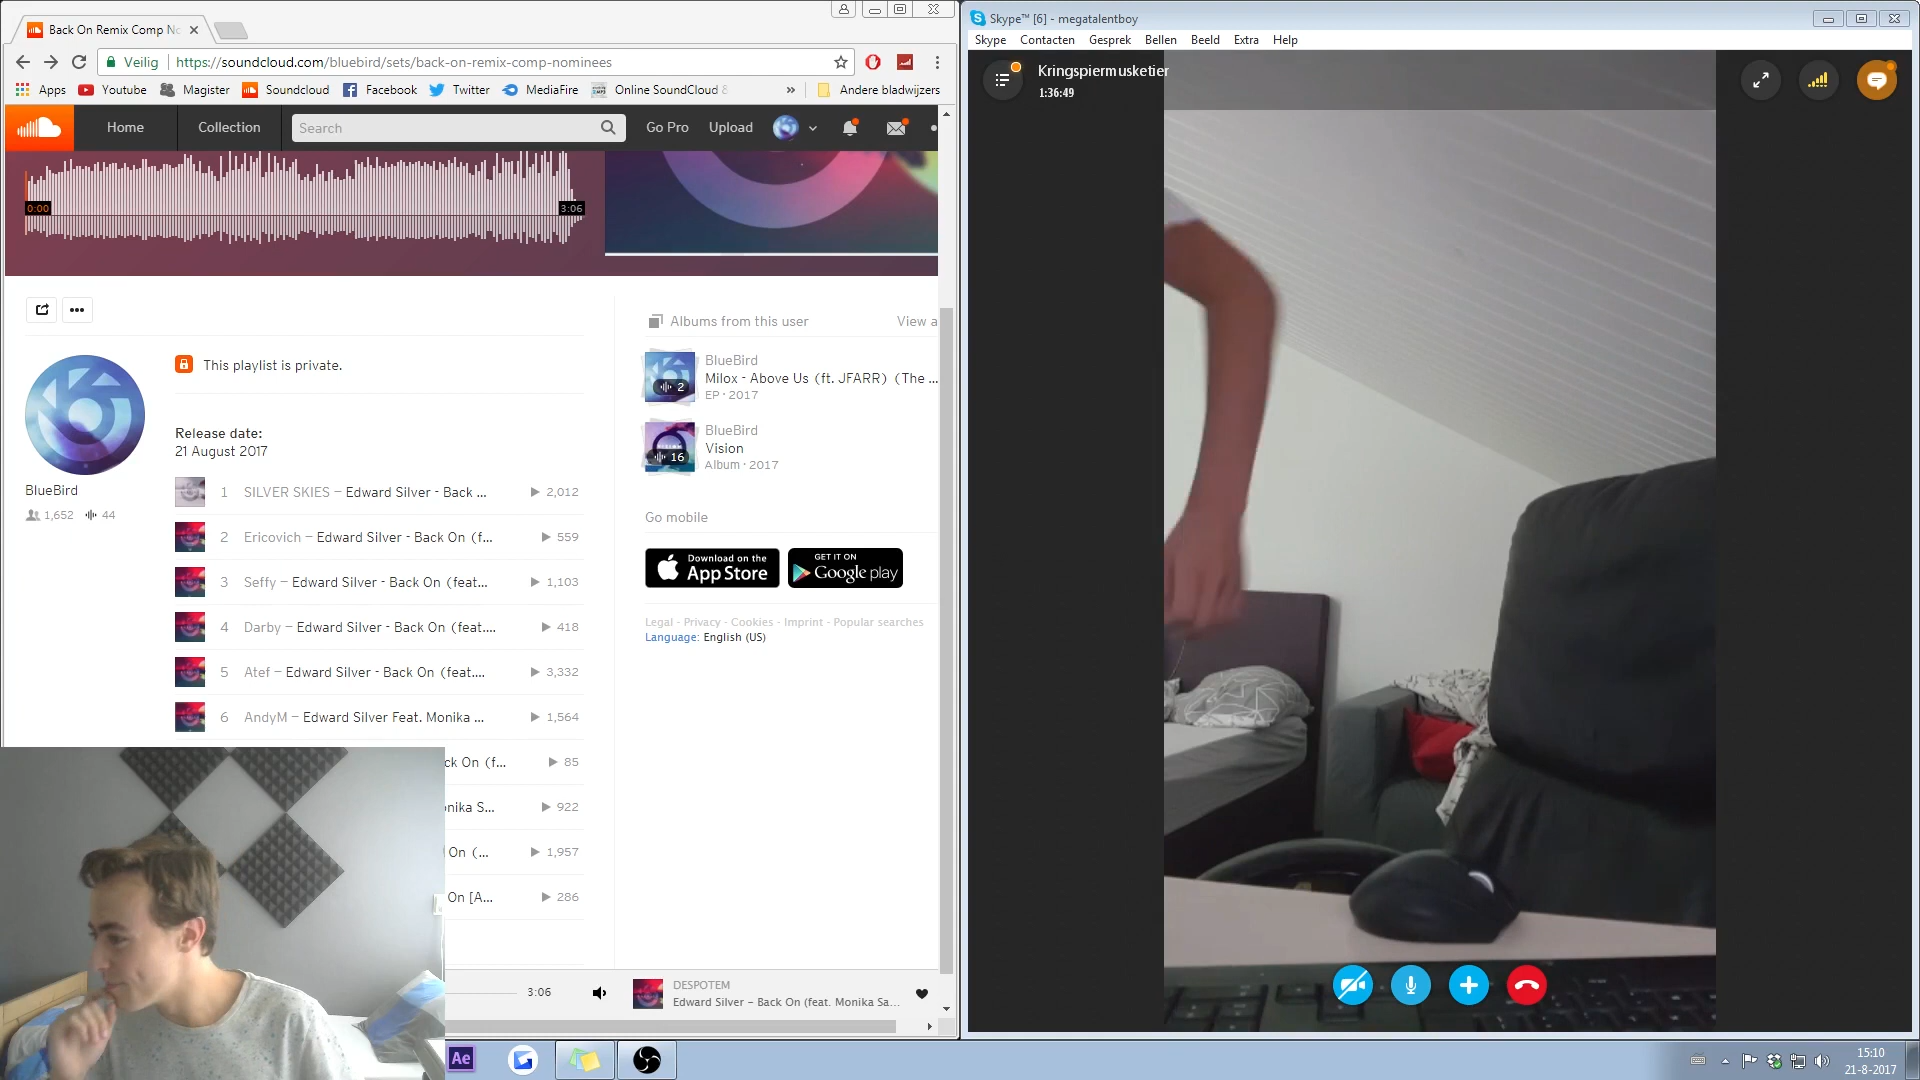 Back On Remix Comp No
Veilig
https://soundcloud.com/bluebird/sets/back-on-remix-comp-nominees
Apps
Youtube
Magister
Soundcloud
Facebook
Twitter
MediaFire
Online SoundCloud &
»
Andere bladwijzers
Home
Collection
Search
Go Pro
Upload
0:00
3:06
This playlist is private.
Release date:
21 August 2017
BlueBird
1,652
44
1 SILVER SKIES – Edward Silver - Back ... 2,012
2 Ericovich – Edward Silver - Back On (f... 559
3 Seffy – Edward Silver - Back On (feat... 1,103
4 Darby – Edward Silver - Back On (feat.... 418
5 Atef – Edward Silver - Back On (feat.... 3,332
6 AndyM – Edward Silver Feat. Monika ... 1,564
ck On (f... 85
nika S... 922
On (... 1,957
On [A... 286
Albums from this user
View a
BlueBird
Milox - Above Us (ft. JFARR) (The ...
EP · 2017
2
BlueBird
Vision
Album · 2017
16
Go mobile
Download on the
App Store
GET IT ON
Google play
Legal - Privacy - Cookies - Imprint - Popular searches
Language: English (US)
3:06
DESPOTEM
Edward Silver – Back On (feat. Monika Sa...
Skype™ [6] - megatalentboy
Skype
Contacten
Gesprek
Bellen
Beeld
Extra
Help
Kringspiermusketier
1:36:49
Ae
15:10
21-8-2017